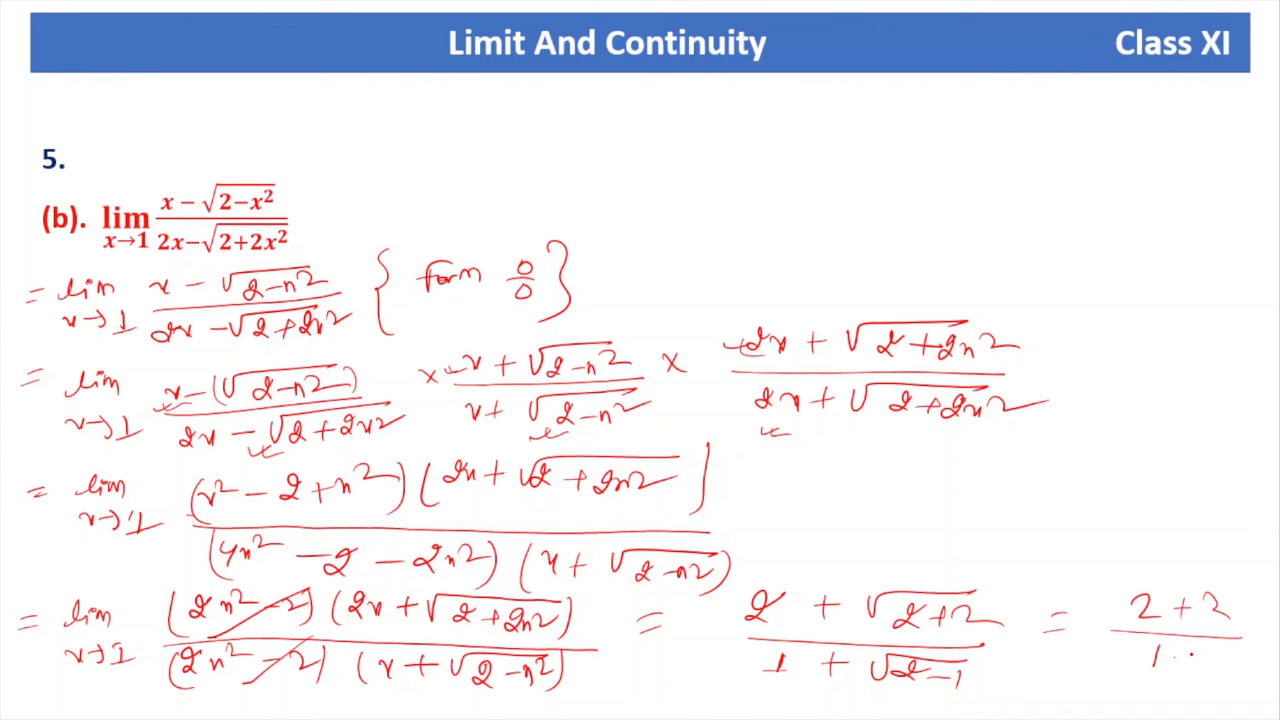 Limit And Continuity Class XI
5.
(b). lim x→1 (x − √(2−x²))/(2x−√(2+2x²))
= lim x→1 (x − √(2−x²))/(2x − √(2+2x²)) { form 0/0 }
= lim x→1 (x − (√(2−x²)))/(2x − √(2+2x²)) × (x + √(2−x²))/(x + √(2−x²)) × (2x + √(2+2x²))/(2x + √(2+2x²))
= lim x→1 ((x² − 2 + x²)(2x + √(2+2x²)))/((4x² − 2 − 2x²)(x + √(2−x²)))
= lim x→1 ((2x² − 2)(2x + √(2+2x²)))/((2x² − 2)(x + √(2−x²))) = (2 + √(2+2))/(1 + √(2−1)) = (2+2)/(1